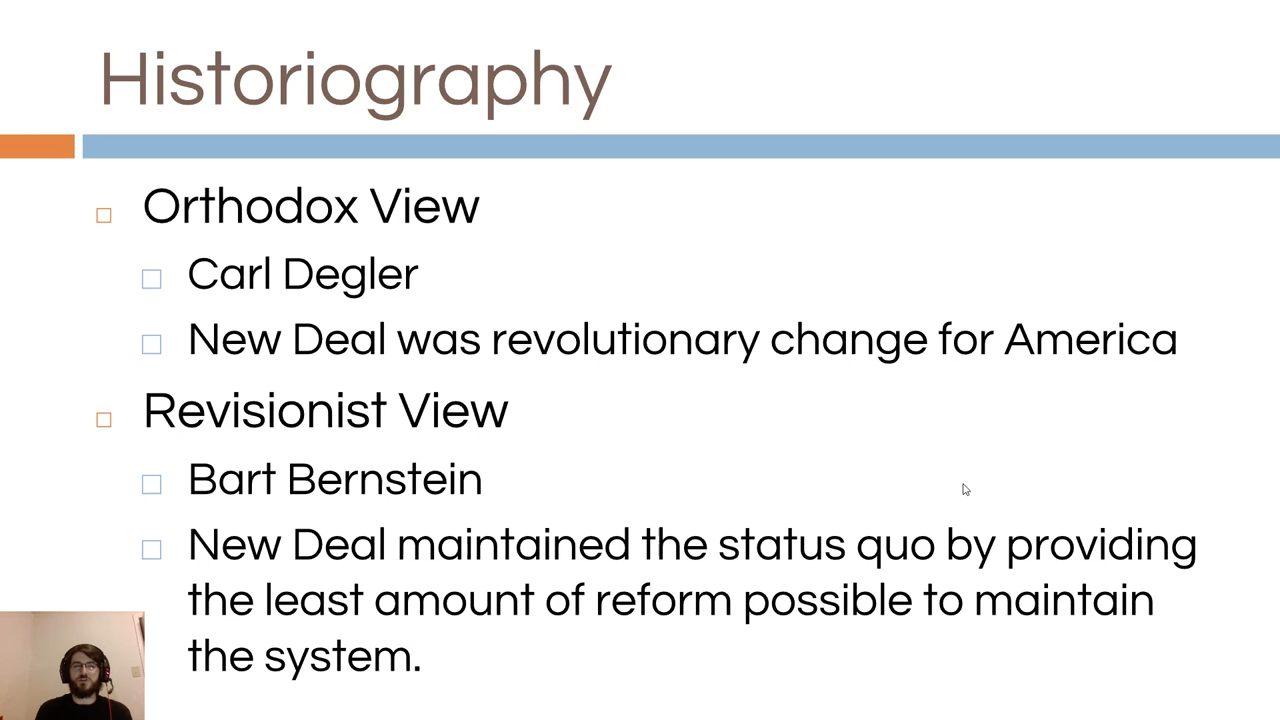 Historiography
Orthodox View
Carl Degler
New Deal was revolutionary change for America
Revisionist View
Bart Bernstein
New Deal maintained the status quo by providing
the least amount of reform possible to maintain
the system.